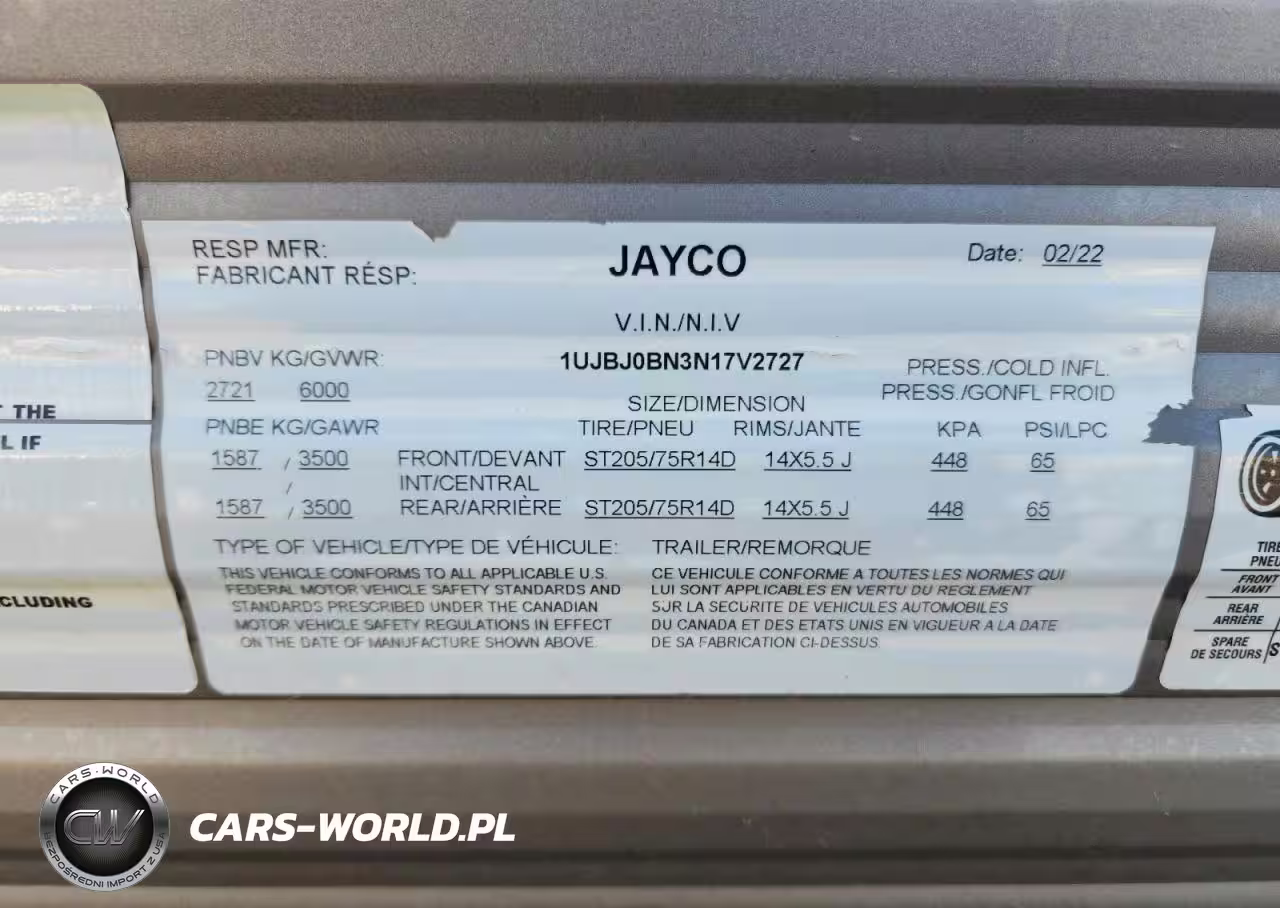 RESP MFR:
FABRICANT RÉSP:
JAYCO
Date: 02/22
V.I.N./N.I.V
1UJBJ0BN3N17V2727
PNBV KG/GVWR:
2721 6000
PRESS./COLD INFL.
PRESS./GONFL FROID
SIZE/DIMENSION
PNBE KG/GAWR TIRE/PNEU RIMS/JANTE KPA PSI/LPC
1587 / 3500 FRONT/DEVANT ST205/75R14D 14X5.5 J 448 65
/ INT/CENTRAL
1587 / 3500 REAR/ARRIÈRE ST205/75R14D 14X5.5 J 448 65
TYPE OF VEHICLE/TYPE DE VÉHICULE: TRAILER/REMORQUE
THIS VEHICLE CONFORMS TO ALL APPLICABLE U.S.
FEDERAL MOTOR VEHICLE SAFETY STANDARDS AND
STANDARDS PRESCRIBED UNDER THE CANADIAN
MOTOR VEHICLE SAFETY REGULATIONS IN EFFECT
ON THE DATE OF MANUFACTURE SHOWN ABOVE.
CE VEHICULE CONFORME A TOUTES LES NORMES QUI
LUI SONT APPLICABLES EN VERTU DU REGLEMENT
SUR LA SECURITE DE VEHICULES AUTOMOBILES
DU CANADA ET DES ETATS UNIS EN VIGUEUR A LA DATE
DE SA FABRICATION CI-DESSUS.
THE
L IF
CLUDING
TIRE
PNEU
FRONT
AVANT
REAR
ARRIÈRE
SPARE
DE SECOURS
CARS-WORLD
CW
BEZPOŚREDNI IMPORT Z USA
CARS-WORLD.PL